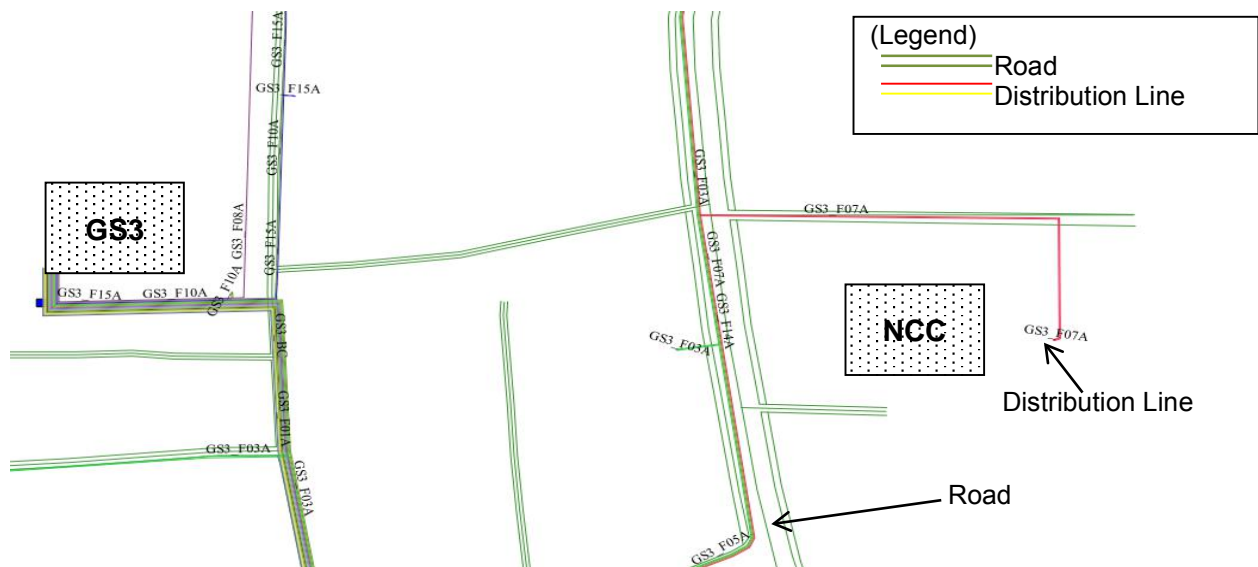 GS3_F15A
(Legend)
Road
Distribution Line
GS3_F15A
GS3_F10A
GS3_F03A
GS3
GS3_F08A
GS3_F15A
GS3_F07A
GS3_F10A
GS3_F15A
GS3_F10A
GS3_F07A
GS3_F14A
GS3_BC
GS3_F03A
NCC
GS3_F07A
Distribution Line
GS3_F01A
GS3_F03A
GS3_F03A
Road
GS3_F05A